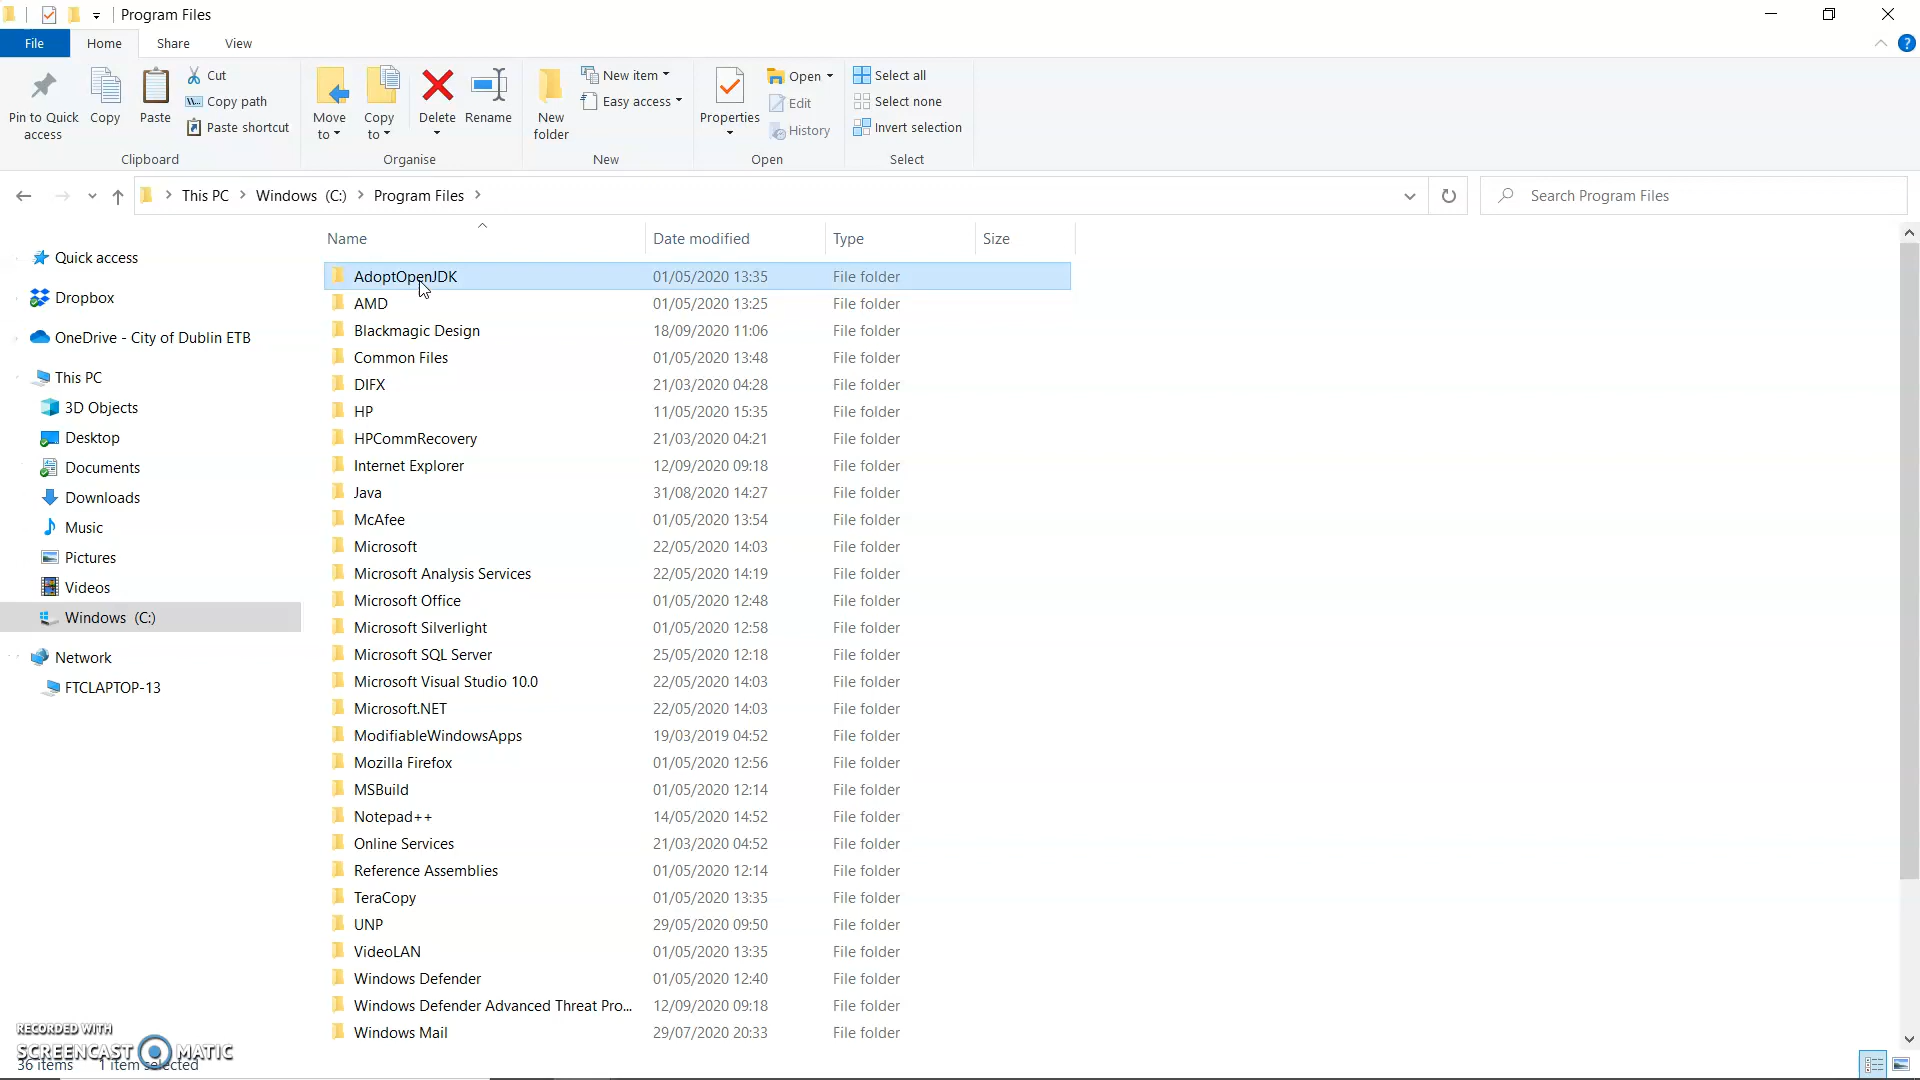 Program Files
File Home Share View
Pin to Quick access
Copy
Paste
Cut
Copy path
Paste shortcut
Clipboard
Move to
Copy to
Delete
Rename
Organise
New folder
New item
Easy access
New
Properties
Open
Edit
History
Open
Select all
Select none
Invert selection
Select
This PC > Windows (C:) > Program Files >
Search Program Files
Quick access
Dropbox
OneDrive - City of Dublin ETB
This PC
3D Objects
Desktop
Documents
Downloads
Music
Pictures
Videos
Windows (C:)
Network
FTCLAPTOP-13
Name Date modified Type Size
AdoptOpenJDK 01/05/2020 13:35 File folder
AMD 01/05/2020 13:25 File folder
Blackmagic Design 18/09/2020 11:06 File folder
Common Files 01/05/2020 13:48 File folder
DIFX 21/03/2020 04:28 File folder
HP 11/05/2020 15:35 File folder
HPCommRecovery 21/03/2020 04:21 File folder
Internet Explorer 12/09/2020 09:18 File folder
Java 31/08/2020 14:27 File folder
McAfee 01/05/2020 13:54 File folder
Microsoft 22/05/2020 14:03 File folder
Microsoft Analysis Services 22/05/2020 14:19 File folder
Microsoft Office 01/05/2020 12:48 File folder
Microsoft Silverlight 01/05/2020 12:58 File folder
Microsoft SQL Server 25/05/2020 12:18 File folder
Microsoft Visual Studio 10.0 22/05/2020 14:03 File folder
Microsoft.NET 22/05/2020 14:03 File folder
ModifiableWindowsApps 19/03/2019 04:52 File folder
Mozilla Firefox 01/05/2020 12:56 File folder
MSBuild 01/05/2020 12:14 File folder
Notepad++ 14/05/2020 14:52 File folder
Online Services 21/03/2020 04:52 File folder
Reference Assemblies 01/05/2020 12:14 File folder
TeraCopy 01/05/2020 13:35 File folder
UNP 29/05/2020 09:50 File folder
VideoLAN 01/05/2020 13:35 File folder
Windows Defender 01/05/2020 12:40 File folder
Windows Defender Advanced Threat Pro... 12/09/2020 09:18 File folder
Windows Mail 29/07/2020 20:33 File folder
RECORDED WITH
SCREENCAST MATIC
36 items 1 item selected